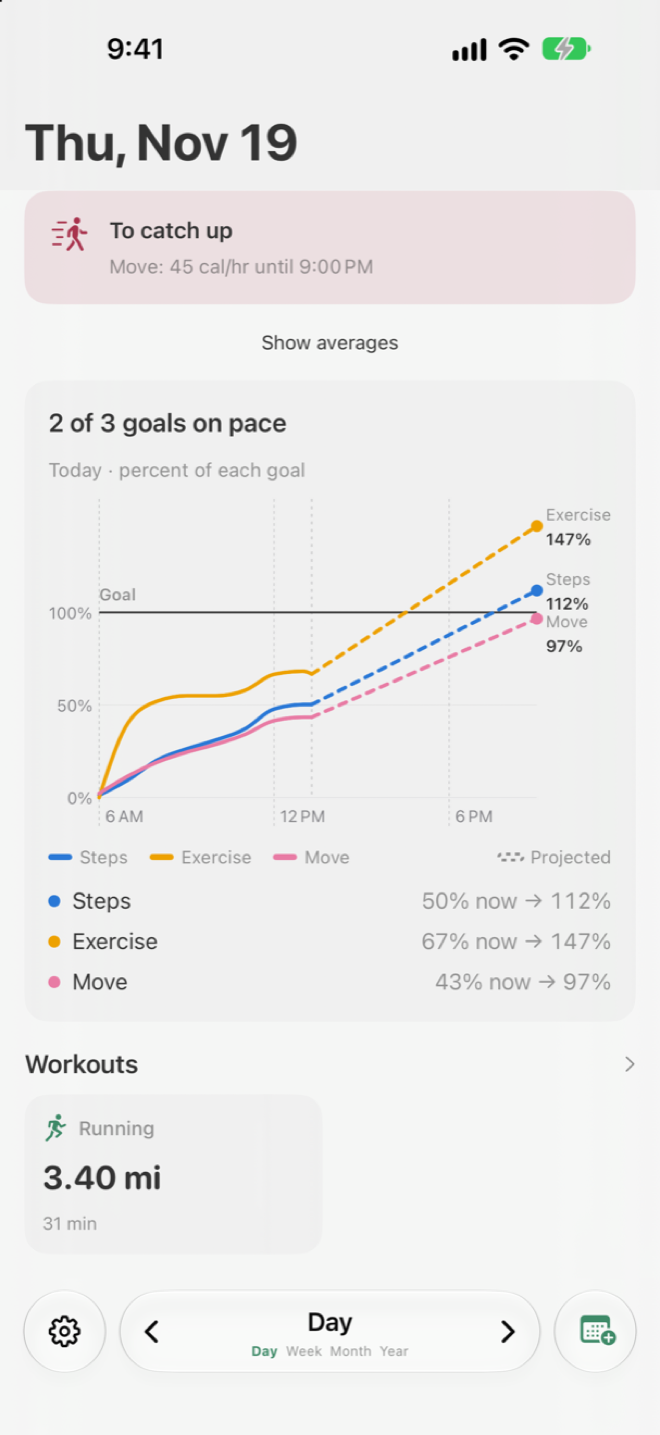 9:41
Thu, Nov 19
To catch up
Move: 45 cal/hr until 9:00 PM
Show averages
2 of 3 goals on pace
Today · percent of each goal
Exercise
147%
Steps
112%
Move
97%
Goal
100%
50%
0%
6 AM 12 PM 6 PM
Steps Exercise Move Projected
Steps 50% now → 112%
Exercise 67% now → 147%
Move 43% now → 97%
Workouts
Running
3.40 mi
31 min
Day
Day Week Month Year